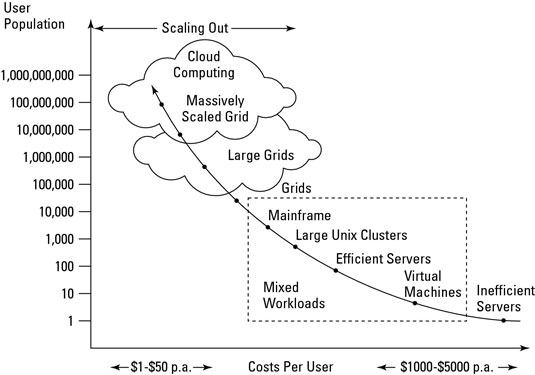 User
Population
Scaling Out
Cloud
Computing
1,000,000,000
Massively
Scaled Grid
100,000,000
10,000,000
Large Grids
1,000,000
100,000
Grids
10,000
Mainframe
1,000
Large Unix Clusters
100
Efficient Servers
Virtual
Machines
Mixed
Workloads
Inefficient
Servers
10
1
$1-$50 p.a.
Costs Per User
$1000-$5000 p.a.